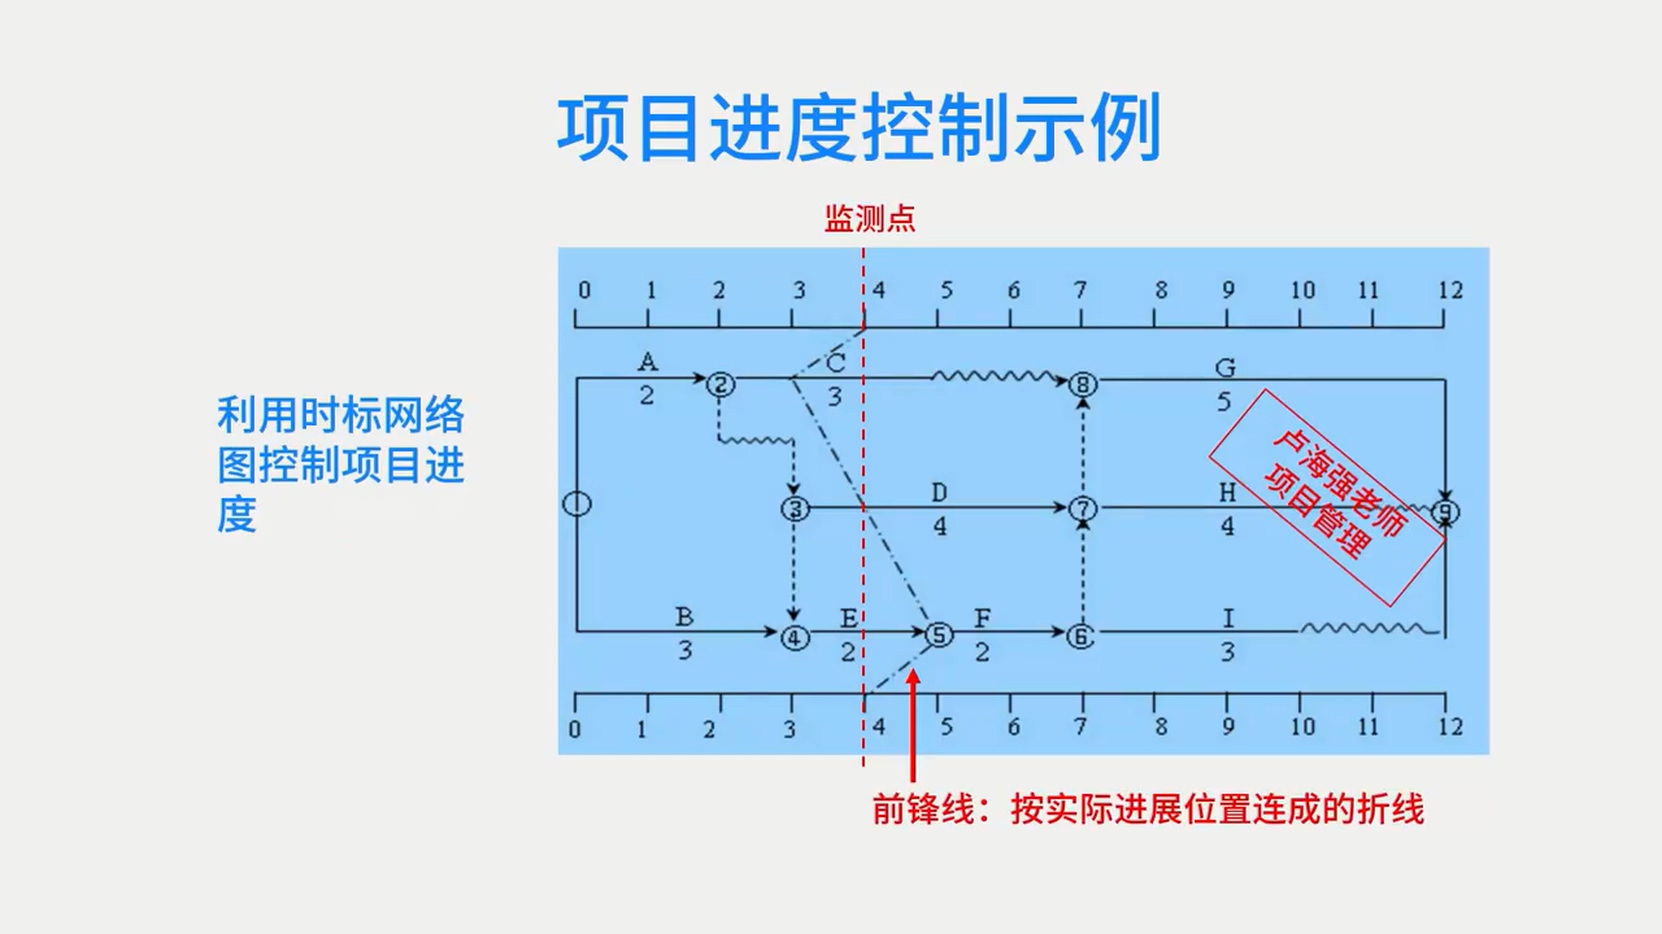 项目进度控制示例
监测点
0 1 2 3 4 5 6 7 8 9 10 11 12
A C G
2 ② 3 ⑧ 5
利用时标网络
图控制项目进
度
卢海强老师
项目管理
D H
① ③ ⑦ ⑨
4 4
B E F I
④ ⑤ ⑥
3 2 2 3
0 1 2 3 4 5 6 7 8 9 10 11 12
前锋线：按实际进展位置连成的折线